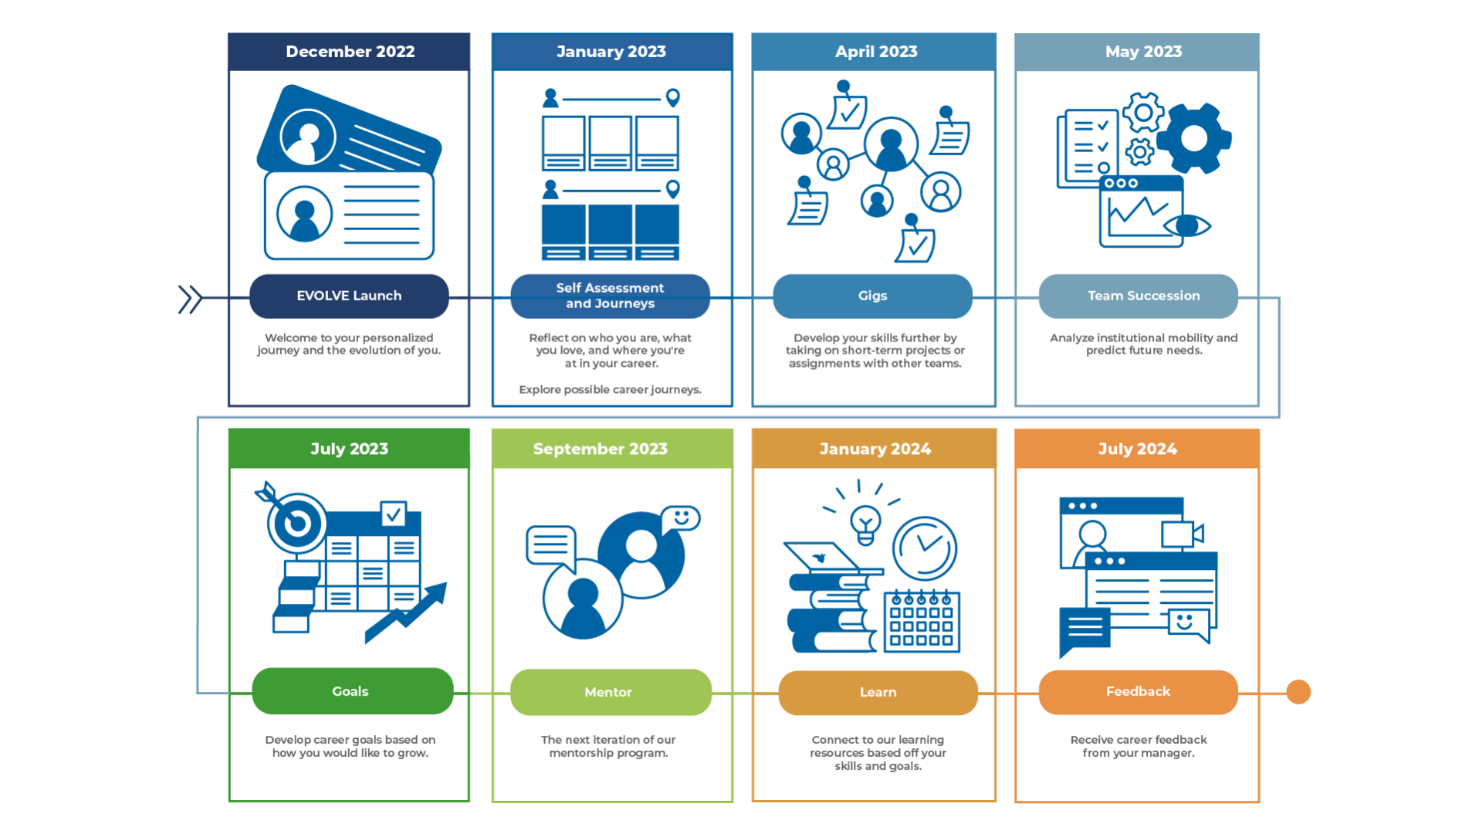 December 2022
EVOLVE Launch
Welcome to your personalized
journey and the evolution of you.
January 2023
Self Assessment
and Journeys
Reflect on who you are, what
you love, and where you're
at in your career.
Explore possible career journeys.
April 2023
Gigs
Develop your skills further by
taking on short-term projects or
assignments with other teams.
May 2023
Team Succession
Analyze institutional mobility and
predict future needs.
July 2023
Goals
Develop career goals based on
how you would like to grow.
September 2023
Mentor
The next iteration of our
mentorship program.
January 2024
Learn
Connect to our learning
resources based off your
skills and goals.
July 2024
Feedback
Receive career feedback
from your manager.